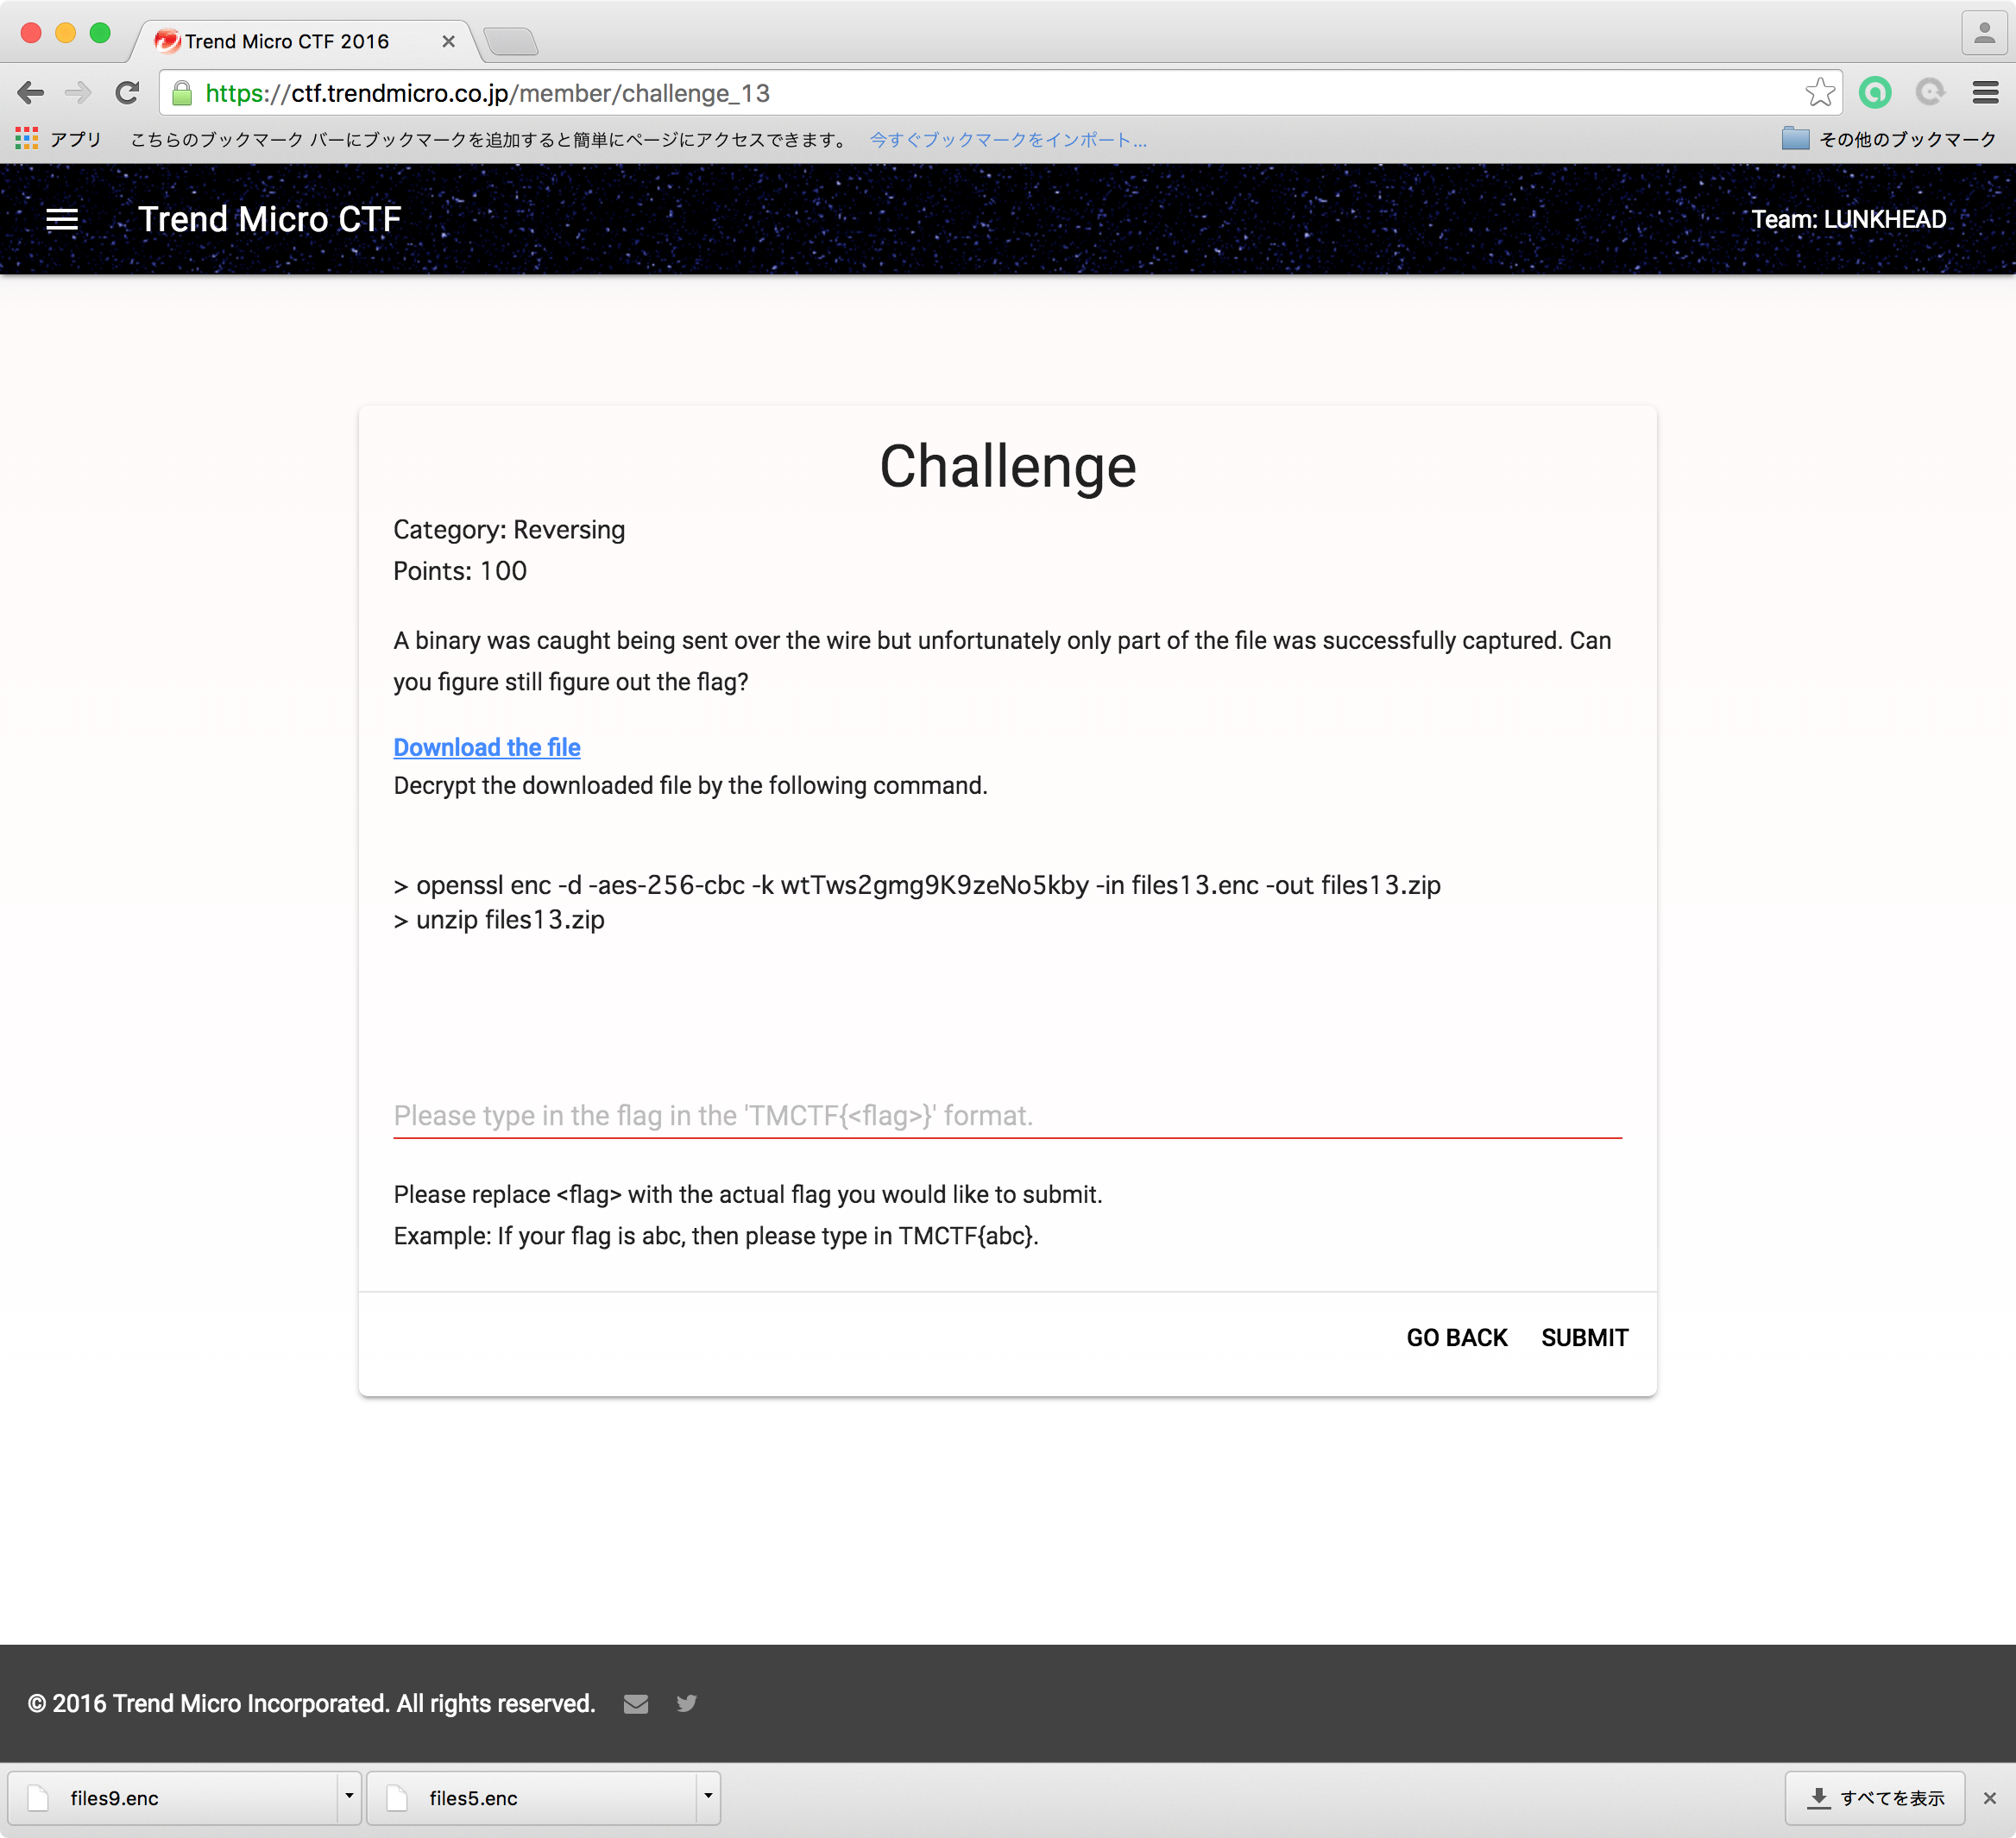 Trend Micro CTF 2016
https://ctf.trendmicro.co.jp/member/challenge_13
アプリ こちらのブックマーク バーにブックマークを追加すると簡単にページにアクセスできます。 今すぐブックマークをインポート... その他のブックマーク
Trend Micro CTF Team: LUNKHEAD
Challenge
Category: Reversing
Points: 100
A binary was caught being sent over the wire but unfortunately only part of the file was successfully captured. Can
you figure still figure out the flag?
Download the file
Decrypt the downloaded file by the following command.
> openssl enc -d -aes-256-cbc -k wtTws2gmg9K9zeNo5kby -in files13.enc -out files13.zip
> unzip files13.zip
Please type in the flag in the 'TMCTF{<flag>}' format.
Please replace <flag> with the actual flag you would like to submit.
Example: If your flag is abc, then please type in TMCTF{abc}.
GO BACK SUBMIT
© 2016 Trend Micro Incorporated. All rights reserved.
files9.enc files5.enc すべてを表示